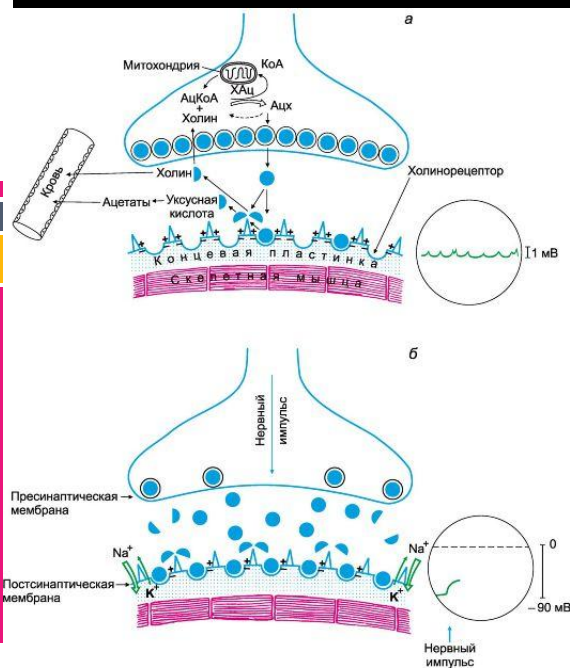 а
Митохондрия
КоА
ХАц
АцКоА
+
Холин
Ацх
Кровь
Холин
Холинорецептор
Ацетаты
Уксусная
кислота
Концевая пластинка
Скелетная мышца
1 мВ
б
Нервный
импульс
Пресинаптическая
мембрана
Na+
Na+
0
Постсинаптическая
мембрана
K+
K+
–90 мВ
Нервный
импульс